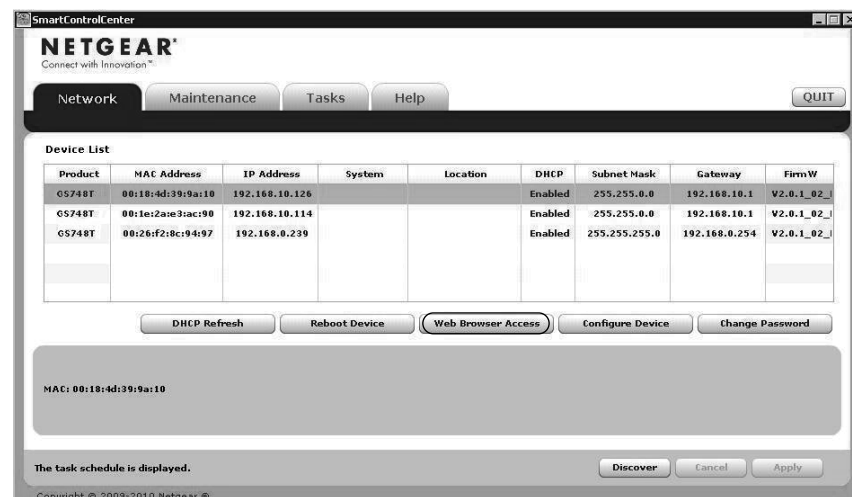 SmartControlCenter
NETGEAR®
Connect with Innovation™
Network Maintenance Tasks Help QUIT
Device List
Product MAC Address IP Address System Location DHCP Subnet Mask Gateway FirmW
GS748T 00:18:4d:39:9a:10 192.168.10.126 Enabled 255.255.0.0 192.168.10.1 V2.0.1_02_
GS748T 00:1e:2a:e3:ac:90 192.168.10.114 Enabled 255.255.0.0 192.168.10.1 V2.0.1_02_
GS748T 00:26:f2:8c:94:97 192.168.0.239 Enabled 255.255.255.0 192.168.0.254 V2.0.1_02_
DHCP Refresh Reboot Device Web Browser Access Configure Device Change Password
MAC: 00:18:4d:39:9a:10
The task schedule is displayed. Discover Cancel Apply
Copyright © 2009-2010 Netgear ®